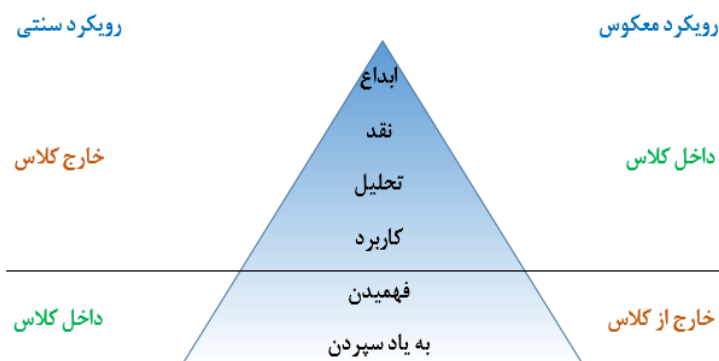 رویکرد معکوس
رویکرد سنتی
ابداع
نقد
داخل کلاس
خارج کلاس
تحلیل
کاربرد
فهمیدن
خارج از کلاس
داخل کلاس
به یاد سپردن